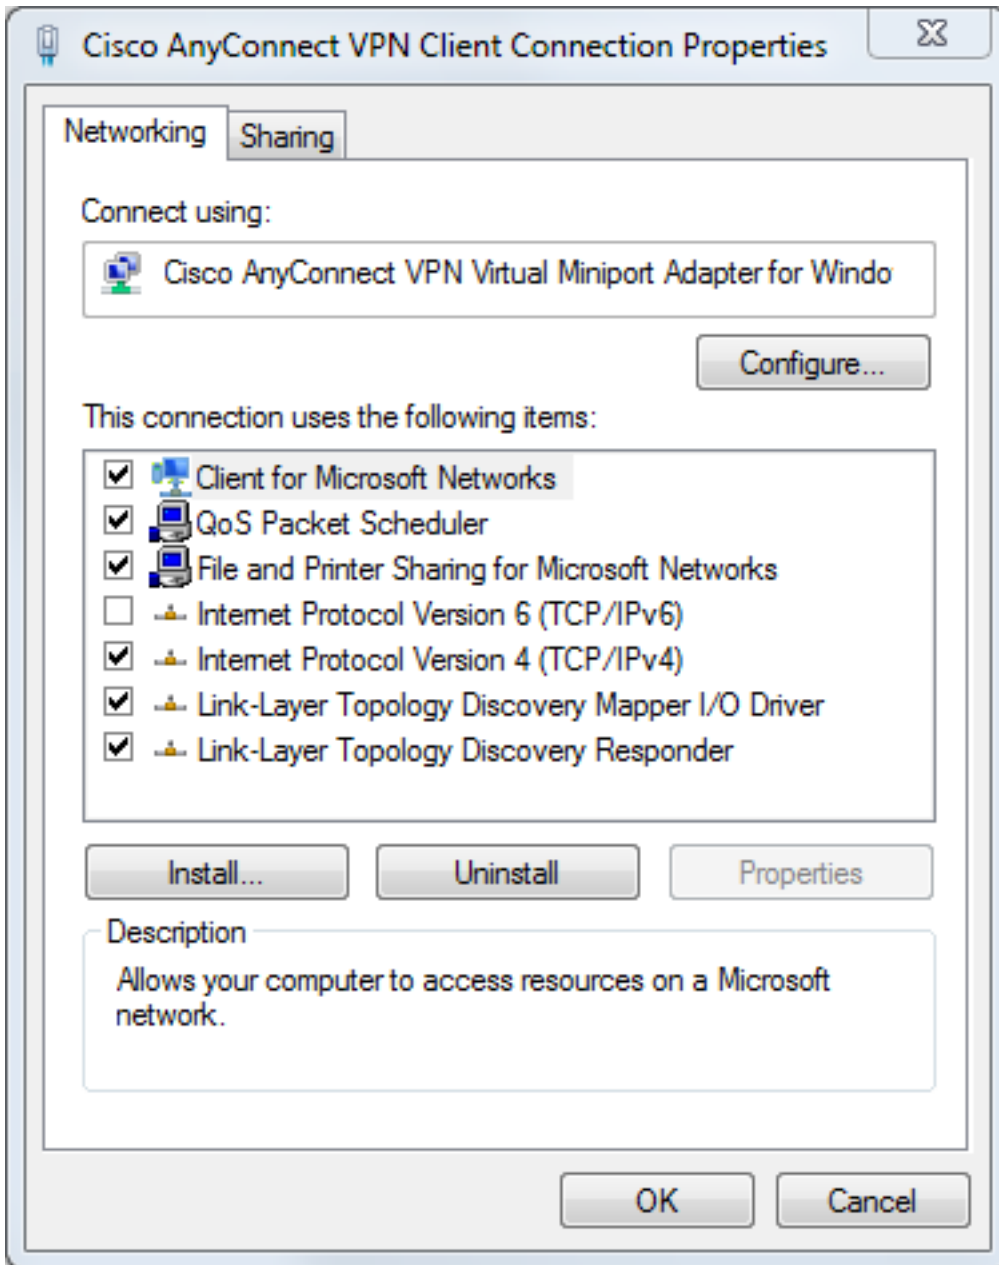 Cisco AnyConnect VPN Client Connection Properties
Networking
Sharing
Connect using:
Cisco AnyConnect VPN Virtual Miniport Adapter for Windo
Configure...
This connection uses the following items:
Client for Microsoft Networks
QoS Packet Scheduler
File and Printer Sharing for Microsoft Networks
Internet Protocol Version 6 (TCP/IPv6)
Internet Protocol Version 4 (TCP/IPv4)
Link-Layer Topology Discovery Mapper I/O Driver
Link-Layer Topology Discovery Responder
Install...
Uninstall
Properties
Description
Allows your computer to access resources on a Microsoft
network.
OK
Cancel